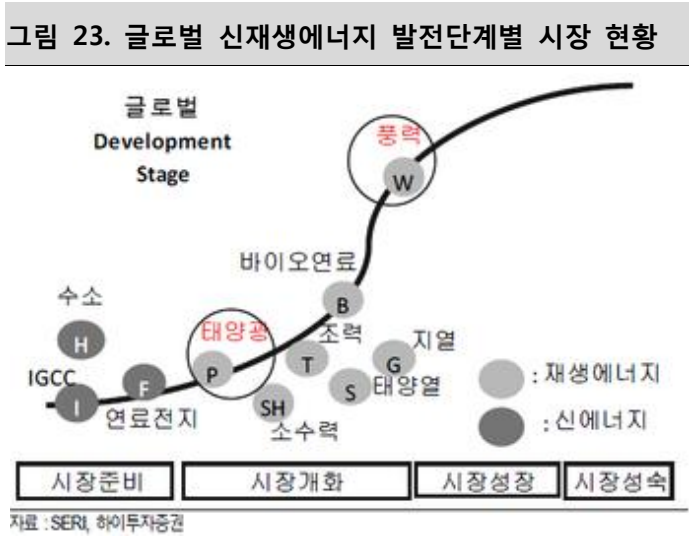 그림 23. 글로벌 신재생에너지 발전단계별 시장 현황
글로벌
Development
Stage
풍력
W
바이오연료
B
수소
H
태양광
P
조력
T
지열
G
IGCC
I
F
연료전지
SH
소수력
S
태양열
: 재생에너지
: 신에너지
시장준비
시장개화
시장성장
시장성숙
자료 : SERI, 하이투자증권